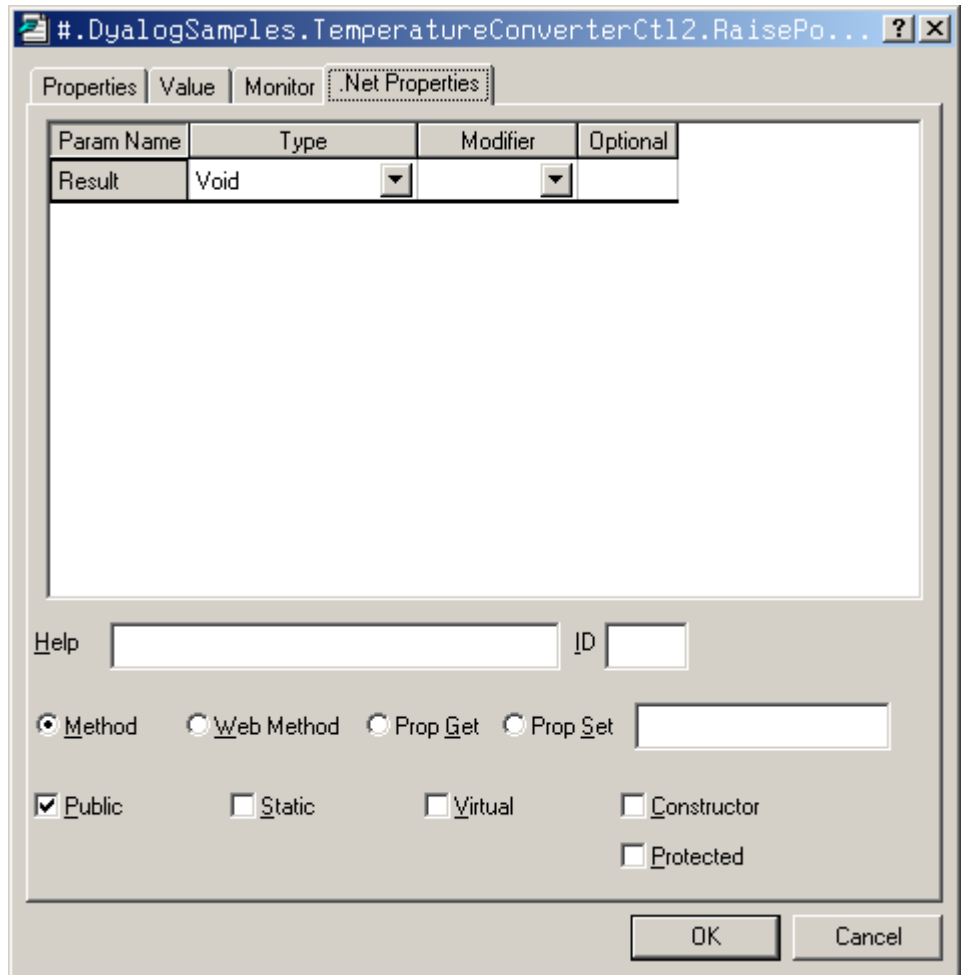 #.DyalogSamples.TemperatureConverterCtl2.RaisePo... ?
Properties Value Monitor .Net Properties
Param Name Type Modifier Optional
Result Void
Help ID
Method Web Method Prop Get Prop Set
Public Static Virtual Constructor
Protected
OK Cancel